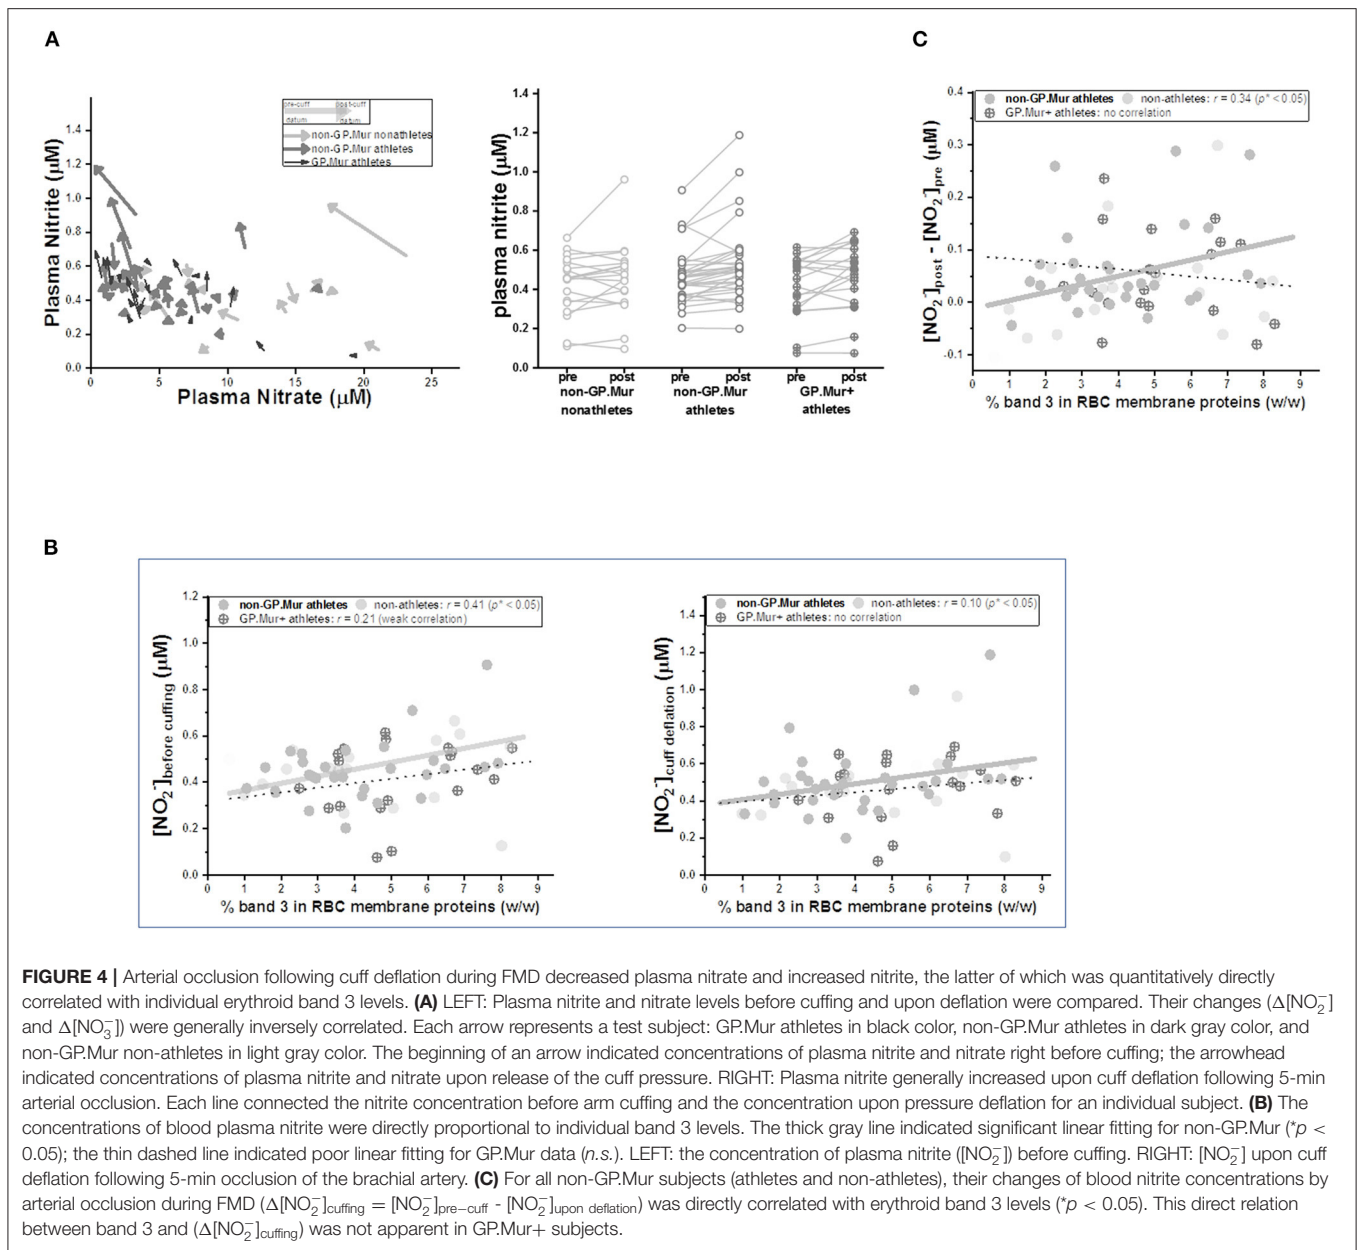 A
C
Plasma Nitrite (µM)
1.4
1.2
1.0
0.8
0.6
0.4
0.2
0.0
0 5 10 15 20 25
Plasma Nitrate (µM)
pre-cuff post-cuff
datum datum
non-GP.Mur nonathletes
non-GP.Mur athletes
GP.Mur athletes
plasma nitrite (µM)
1.4
1.2
1.0
0.8
0.6
0.4
0.2
0.0
pre post pre post pre post
non-GP.Mur non-GP.Mur GP.Mur+
nonathletes athletes athletes
[NO2-]post - [NO2-]pre (µM)
0.4
0.3
0.2
0.1
0.0
-0.1
non-GP.Mur athletes non-athletes: r = 0.34 (p* < 0.05)
GP.Mur+ athletes: no correlation
1 2 3 4 5 6 7 8 9
% band 3 in RBC membrane proteins (w/w)
B
[NO2-]before cuffing (µM)
1.2
1.0
0.8
0.6
0.4
0.2
0.0
non-GP.Mur athletes non-athletes: r = 0.41 (p* < 0.05)
GP.Mur+ athletes: r = 0.21 (weak correlation)
0 1 2 3 4 5 6 7 8 9
% band 3 in RBC membrane proteins (w/w)
[NO2-]cuff deflation (µM)
1.4
1.0
0.8
0.6
0.4
0.2
0.0
non-GP.Mur athletes non-athletes: r = 0.10 (p* < 0.05)
GP.Mur+ athletes: no correlation
0 1 2 3 4 5 6 7 8 9
% band 3 in RBC membrane proteins (w/w)
FIGURE 4 | Arterial occlusion following cuff deflation during FMD decreased plasma nitrate and increased nitrite, the latter of which was quantitatively directly
correlated with individual erythroid band 3 levels. (A) LEFT: Plasma nitrite and nitrate levels before cuffing and upon deflation were compared. Their changes (Δ[NO2−]
and Δ[NO3−]) were generally inversely correlated. Each arrow represents a test subject: GP.Mur athletes in black color, non-GP.Mur athletes in dark gray color, and
non-GP.Mur non-athletes in light gray color. The beginning of an arrow indicated concentrations of plasma nitrite and nitrate right before cuffing; the arrowhead
indicated concentrations of plasma nitrite and nitrate upon release of the cuff pressure. RIGHT: Plasma nitrite generally increased upon cuff deflation following 5-min
arterial occlusion. Each line connected the nitrite concentration before arm cuffing and the concentration upon pressure deflation for an individual subject. (B) The
concentrations of blood plasma nitrite were directly proportional to individual band 3 levels. The thick gray line indicated significant linear fitting for non-GP.Mur (*p <
0.05); the thin dashed line indicated poor linear fitting for GP.Mur data (n.s.). LEFT: the concentration of plasma nitrite ([NO2−]) before cuffing. RIGHT: [NO2−] upon cuff
deflation following 5-min occlusion of the brachial artery. (C) For all non-GP.Mur subjects (athletes and non-athletes), their changes of blood nitrite concentrations by
arterial occlusion during FMD (Δ[NO2−]cuffing = [NO2−]pre−cuff - [NO2−]upon deflation) was directly correlated with erythroid band 3 levels (*p < 0.05). This direct relation
between band 3 and (Δ[NO2−]cuffing) was not apparent in GP.Mur+ subjects.